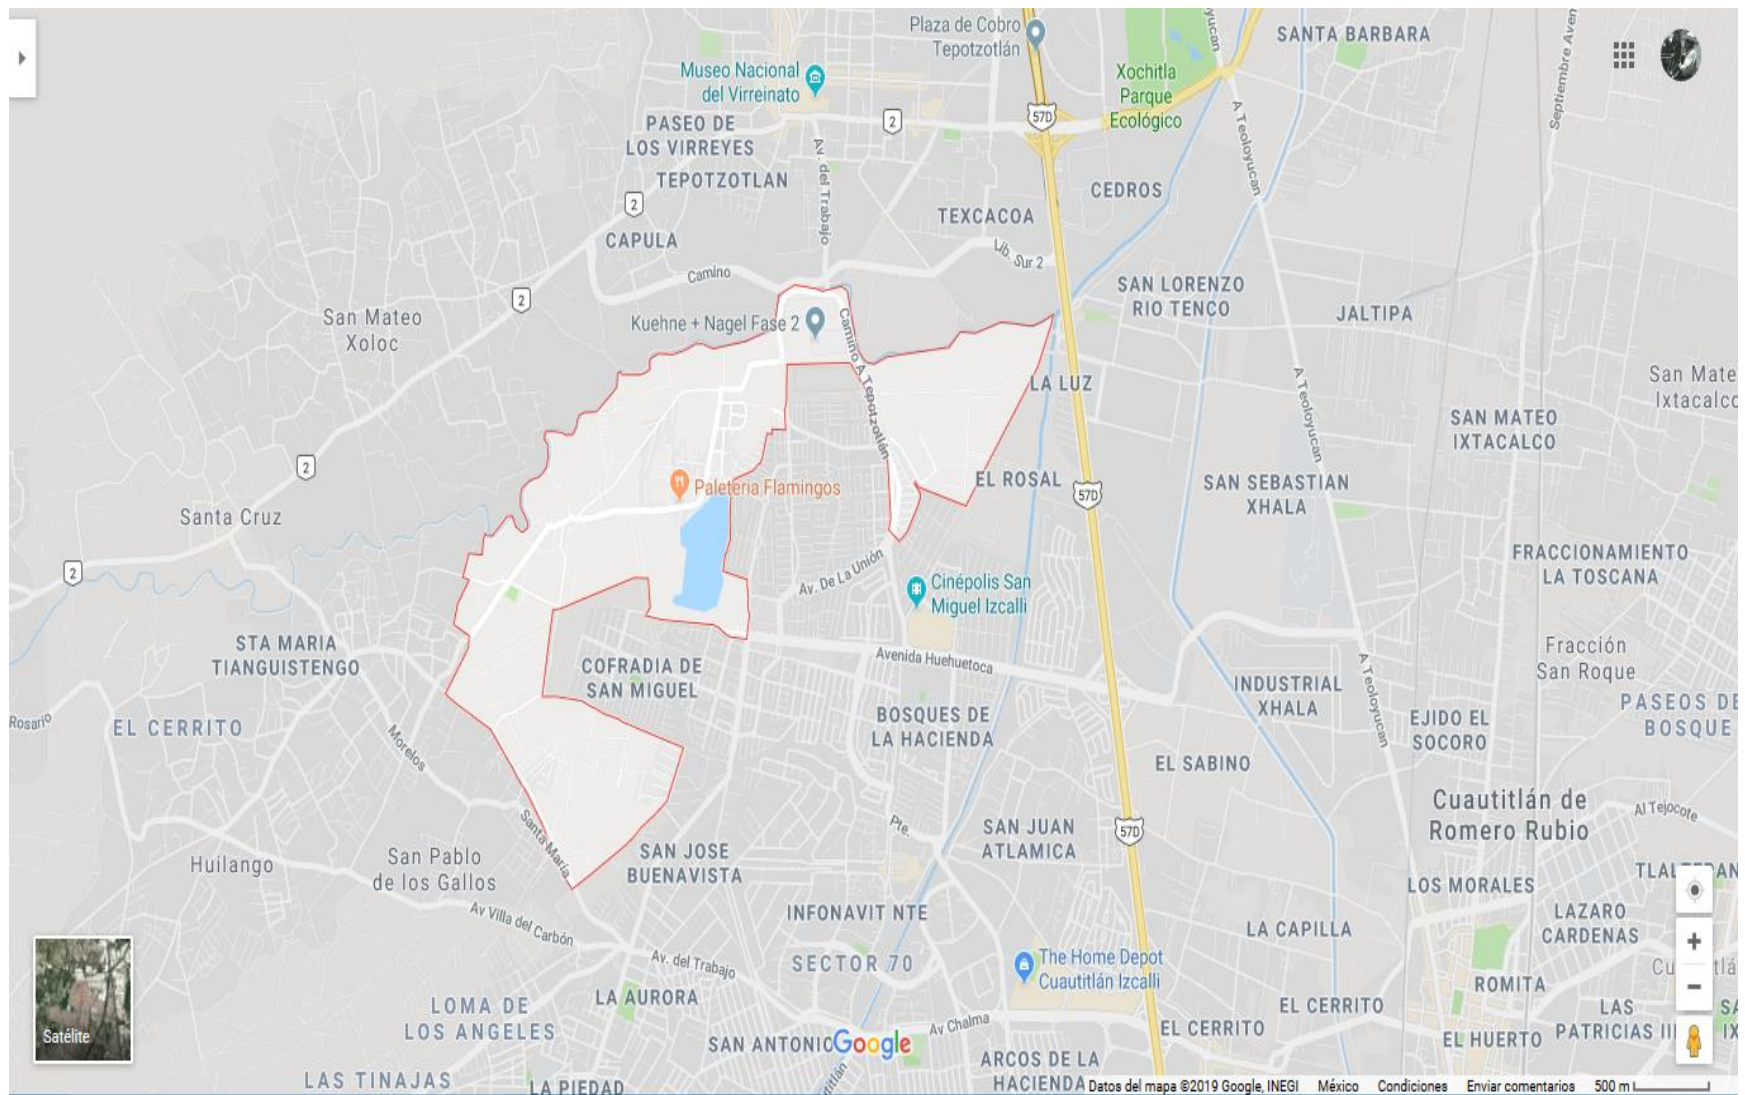 Plaza de Cobro
Tepotzotlán
SANTA BARBARA
Septiembre Aven
Teoloyucan
Museo Nacional
del Virreinato
Xochitla
Parque
Ecológico
2
57D
PASEO DE
LOS VIRREYES
Av. del Trabajo
A Teoloyucan
TEPOTZOTLAN
CEDROS
2
TEXCACOA
CAPULA
Lib. Sur 2
Camino
SAN LORENZO
RIO TENCO
2
San Mateo
Xoloc
Kuehne + Nagel Fase 2
Camino A Tepotzotlán
JALTIPA
LA LUZ
A Teoloyucan
San Mate
Ixtacalco
SAN MATEO
IXTACALCO
2
Paletería Flamingos
EL ROSAL
57D
SAN SEBASTIAN
XHALA
Santa Cruz
2
Av. De La Unión
FRACCIONAMIENTO
LA TOSCANA
Cinépolis San
Miguel Izcalli
STA MARIA
TIANGUISTENGO
COFRADIA DE
SAN MIGUEL
Avenida Huehuetoca
A Teoloyucan
Fracción
San Roque
INDUSTRIAL
XHALA
PASEOS DE
BOSQUE
Rosario
EL CERRITO
Morelos
BOSQUES DE
LA HACIENDA
EJIDO EL
SOCORO
EL SABINO
Cuautitlán de
Romero Rubio
Al Tejocote
Santa María
Pte.
SAN JUAN
ATLAMICA
57D
Huilango
San Pablo
de los Gallos
SAN JOSE
BUENAVISTA
LOS MORALES
Av Villa del Carbón
INFONAVIT NTE
LA CAPILLA
LAZARO
CARDENAS
Av. del Trabajo
SECTOR 70
The Home Depot
Cuautitlán Izcalli
ROMITA
LOMA DE
LOS ANGELES
LA AURORA
EL CERRITO
LAS
PATRICIAS III
Satélite
SAN ANTONIO
Google
Av Chalma
EL CERRITO
EL HUERTO
LAS TINAJAS
LA PIEDAD
ARCOS DE LA
HACIENDA
Datos del mapa ©2019 Google, INEGI México Condiciones Enviar comentarios 500 m